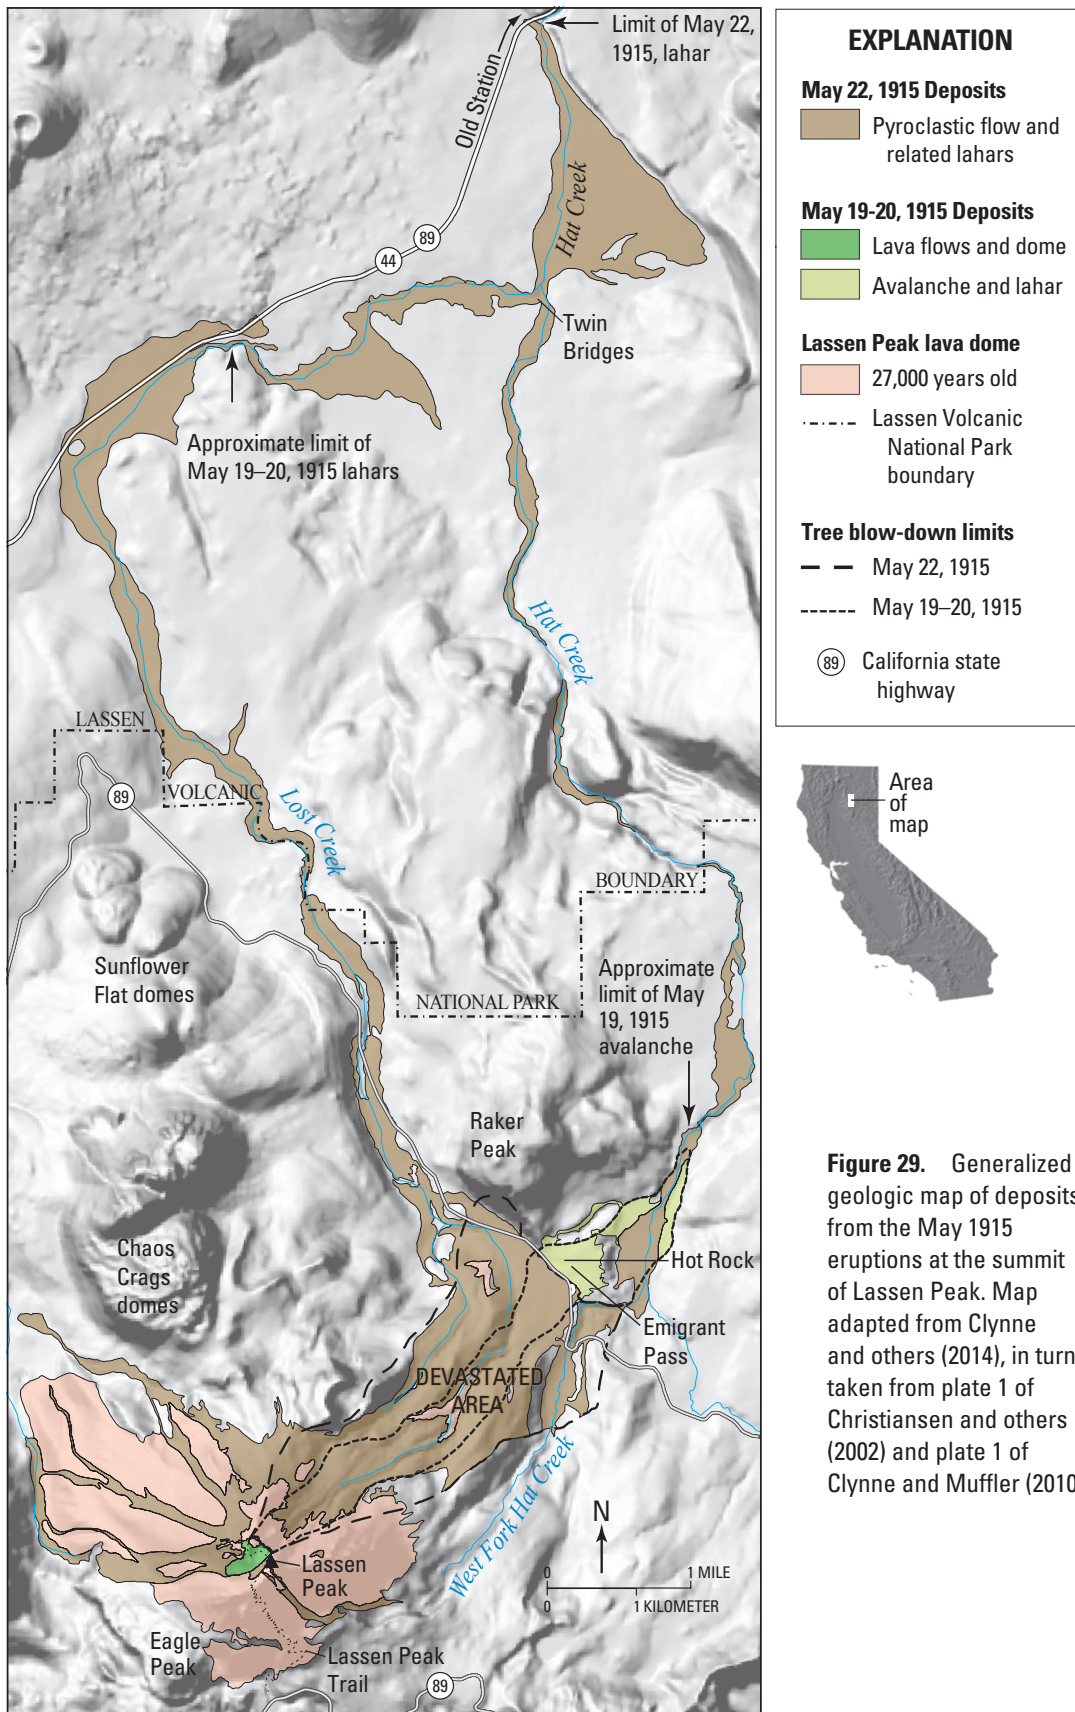 Limit of May 22,
1915, lahar
Old Station
Hat Creek
89
44
Twin
Bridges
Approximate limit of
May 19–20, 1915 lahars
Hat Creek
LASSEN
VOLCANIC
89
Lost Creek
BOUNDARY
Sunflower
Flat domes
NATIONAL PARK
Approximate
limit of May
19, 1915
avalanche
Raker
Peak
Chaos
Crags
domes
Hot Rock
Emigrant
Pass
DEVASTATED
AREA
West Fork Hat Creek
N
0 1 MILE
0 1 KILOMETER
Lassen
Peak
Eagle
Peak
Lassen Peak
Trail
89
EXPLANATION
May 22, 1915 Deposits
Pyroclastic flow and
related lahars
May 19-20, 1915 Deposits
Lava flows and dome
Avalanche and lahar
Lassen Peak lava dome
27,000 years old
Lassen Volcanic
National Park
boundary
Tree blow-down limits
May 22, 1915
May 19–20, 1915
89 California state
highway
Area
of
map
Figure 29. Generalized
geologic map of deposits
from the May 1915
eruptions at the summit
of Lassen Peak. Map
adapted from Clynne
and others (2014), in turn
taken from plate 1 of
Christiansen and others
(2002) and plate 1 of
Clynne and Muffler (2010